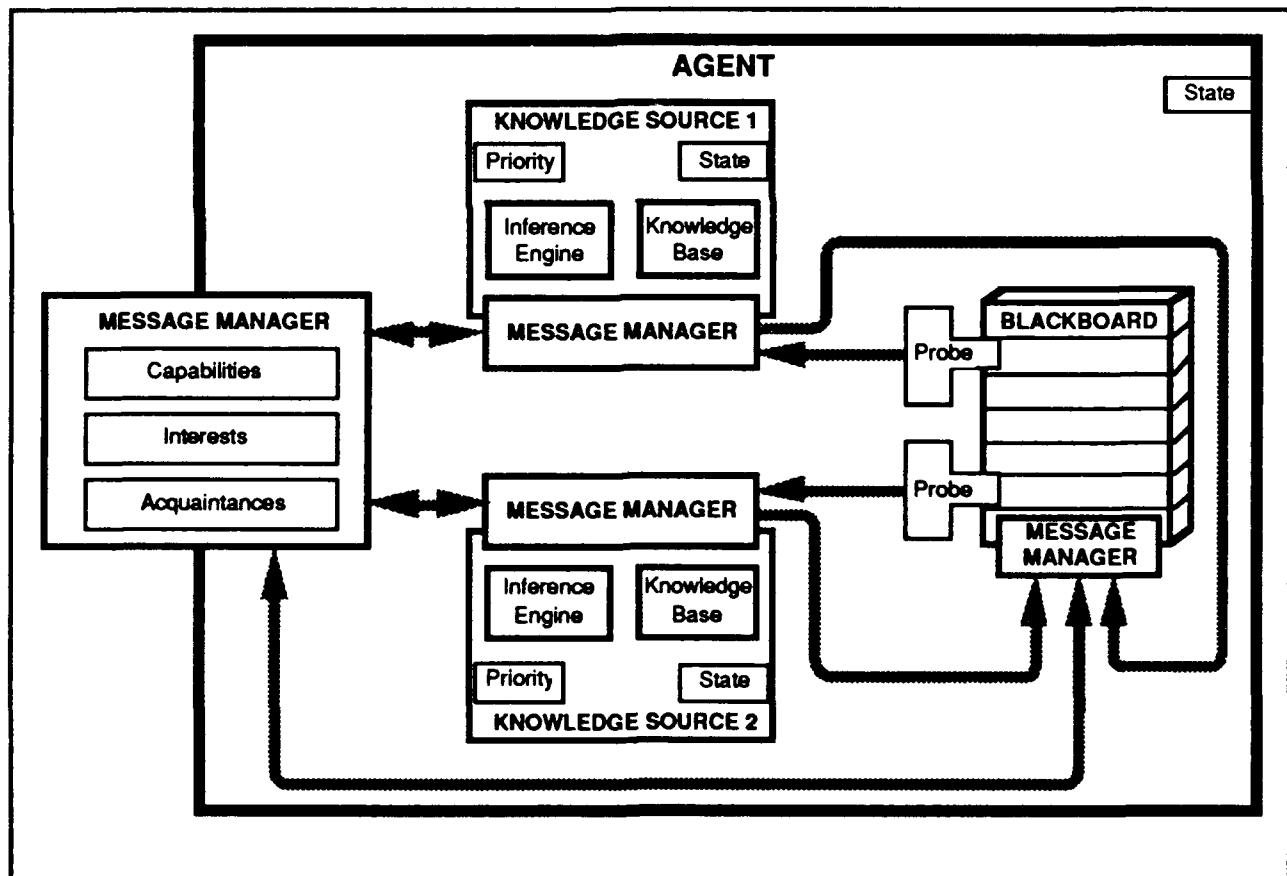 AGENT
State
KNOWLEDGE SOURCE 1
Priority
State
Inference
Engine
Knowledge
Base
MESSAGE MANAGER
MESSAGE MANAGER
Capabilities
Interests
Acquaintances
Probe
BLACKBOARD
Probe
MESSAGE
MANAGER
MESSAGE MANAGER
Inference
Engine
Knowledge
Base
Priority
State
KNOWLEDGE SOURCE 2